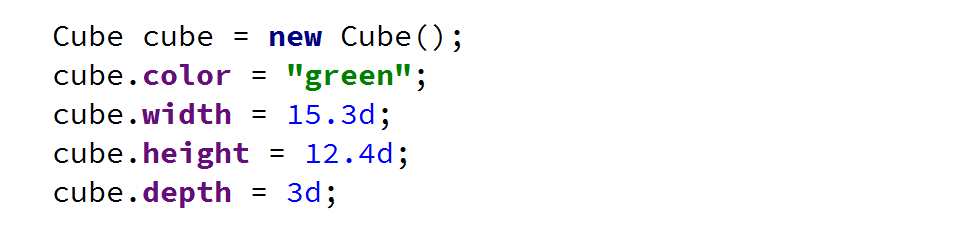 Cube cube = new Cube();
cube.color = "green";
cube.width = 15.3d;
cube.height = 12.4d;
cube.depth = 3d;